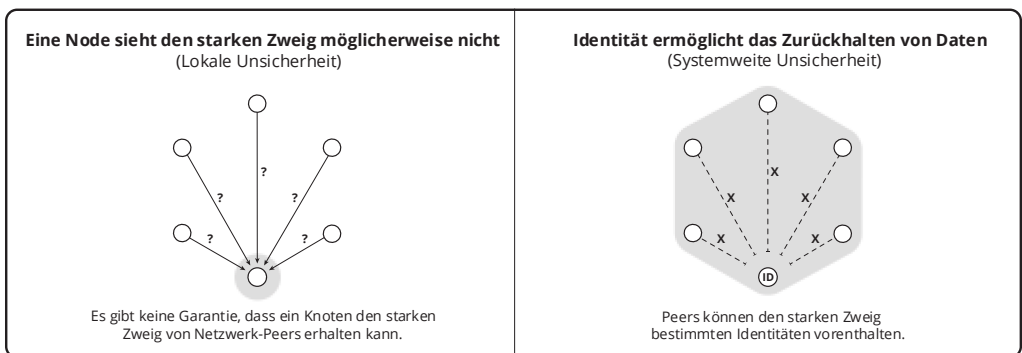 Eine Node sieht den starken Zweig möglicherweise nicht
(Lokale Unsicherheit)
?
?
?
?
?
Es gibt keine Garantie, dass ein Knoten den starken
Zweig von Netzwerk-Peers erhalten kann.
Identität ermöglicht das Zurückhalten von Daten
(Systemweite Unsicherheit)
X
X
X
X
X
ID
Peers können den starken Zweig
bestimmten Identitäten vorenthalten.